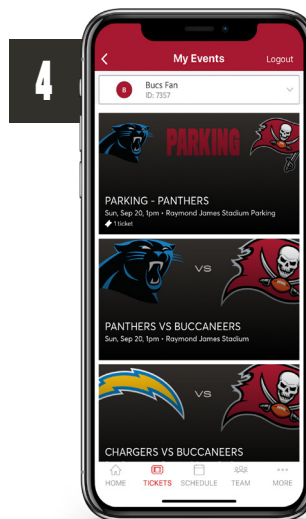 4
My Events
Logout
B
Bucs Fan
ID: 7357
PARKING
PARKING - PANTHERS
Sun, Sep 20, 1pm • Raymond James Stadium Parking
1 ticket
VS
PANTHERS VS BUCCANEERS
Sun, Sep 20, 1pm • Raymond James Stadium
VS
CHARGERS VS BUCCANEERS
HOME
TICKETS
SCHEDULE
TEAM
MORE